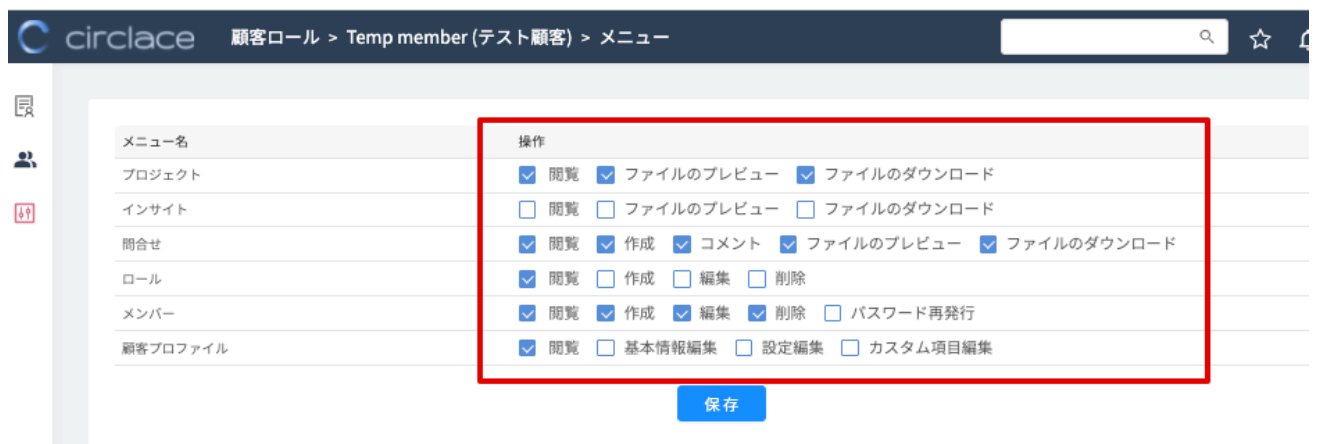 circlace 顧客ロール > Temp member (テスト顧客) > メニュー
メニュー名 操作
プロジェクト 閲覧 ファイルのプレビュー ファイルのダウンロード
インサイト 閲覧 ファイルのプレビュー ファイルのダウンロード
問合せ 閲覧 作成 コメント ファイルのプレビュー ファイルのダウンロード
ロール 閲覧 作成 編集 削除
メンバー 閲覧 作成 編集 削除 パスワード再発行
顧客プロファイル 閲覧 基本情報編集 設定編集 カスタム項目編集
保存